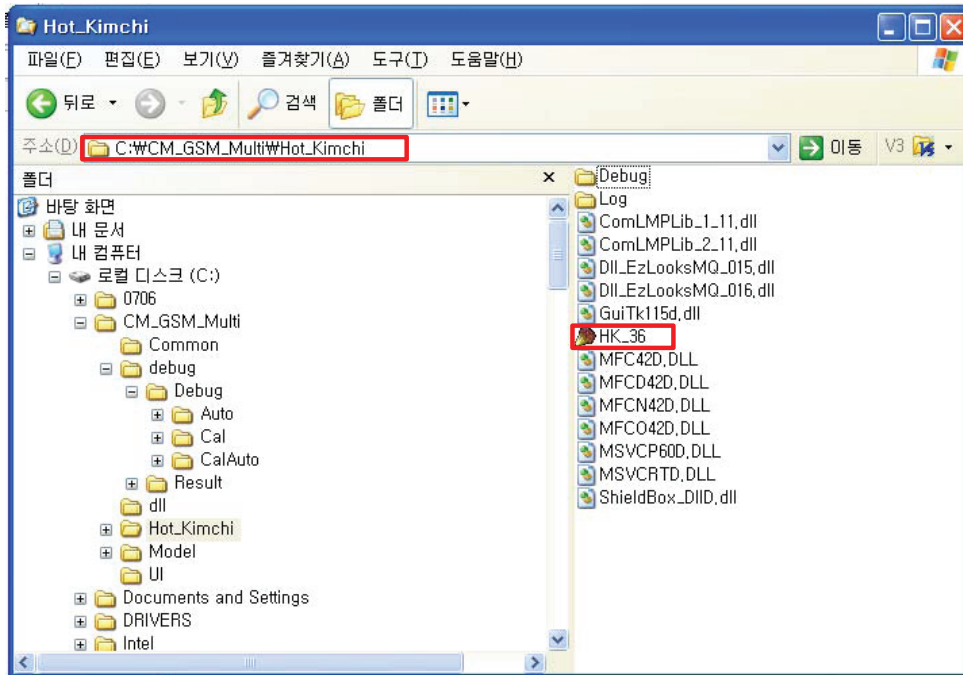 Hot_Kimchi
파일(F) 편집(E) 보기(V) 즐겨찾기(A) 도구(T) 도움말(H)
뒤로 검색 폴더
주소(D) C:₩CM_GSM_Multi₩Hot_Kimchi 이동 V3
폴더
바탕 화면
내 문서
내 컴퓨터
로컬 디스크 (C:)
0706
CM_GSM_Multi
Common
debug
Debug
Auto
Cal
CalAuto
Result
dll
Hot_Kimchi
Model
UI
Documents and Settings
DRIVERS
Intel
Debug
Log
ComLMPLib_1_11.dll
ComLMPLib_2_11.dll
Dll_EzLooksMQ_015.dll
Dll_EzLooksMQ_016.dll
GuiTk115d.dll
HK_36
MFC42D.DLL
MFCD42D.DLL
MFCN42D.DLL
MFCO42D.DLL
MSVCP60D.DLL
MSVCRTD.DLL
ShieldBox_DllD.dll